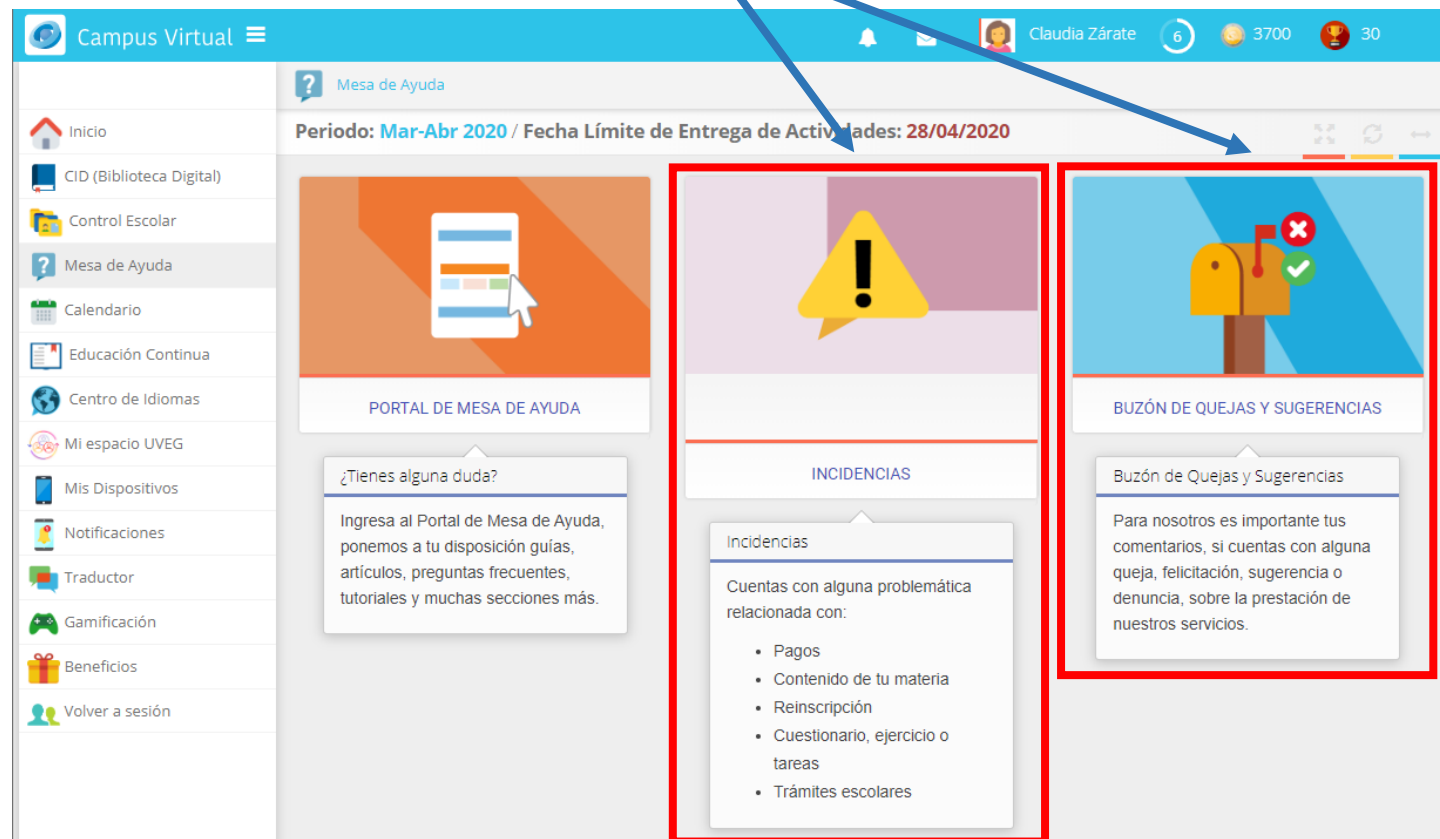 Campus Virtual
Claudia Zárate
6
3700
30
Mesa de Ayuda
Periodo: Mar-Abr 2020 / Fecha Límite de Entrega de Actividades: 28/04/2020
Inicio
CID (Biblioteca Digital)
Control Escolar
Mesa de Ayuda
Calendario
Educación Continua
Centro de Idiomas
Mi espacio UVEG
Mis Dispositivos
Notificaciones
Traductor
Gamificación
Beneficios
Volver a sesión
PORTAL DE MESA DE AYUDA
¿Tienes alguna duda?
Ingresa al Portal de Mesa de Ayuda,
ponemos a tu disposición guías,
artículos, preguntas frecuentes,
tutoriales y muchas secciones más.
INCIDENCIAS
Incidencias
Cuentas con alguna problemática
relacionada con:
• Pagos
• Contenido de tu materia
• Reinscripción
• Cuestionario, ejercicio o
tareas
• Trámites escolares
BUZÓN DE QUEJAS Y SUGERENCIAS
Buzón de Quejas y Sugerencias
Para nosotros es importante tus
comentarios, si cuentas con alguna
queja, felicitación, sugerencia o
denuncia, sobre la prestación de
nuestros servicios.